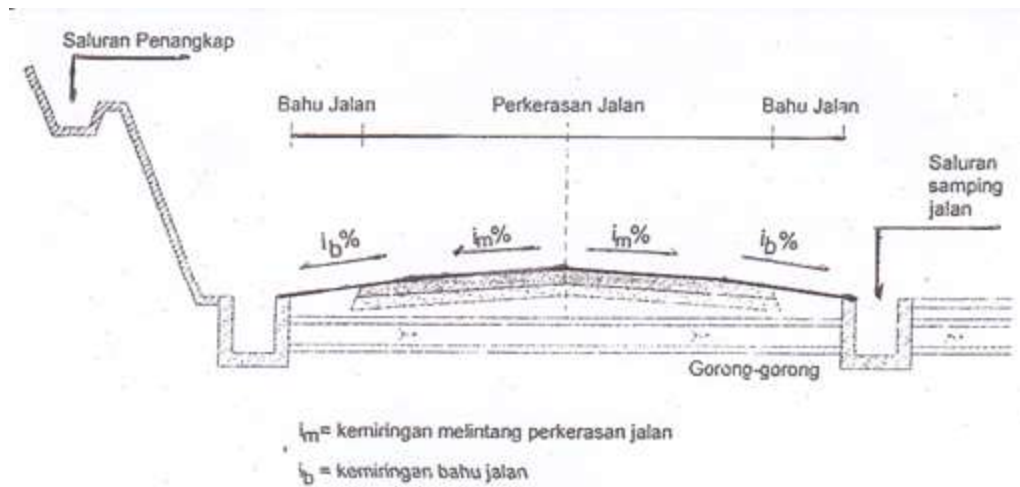 Saluran Penangkap
Bahu Jalan
Perkerasan Jalan
Bahu Jalan
Saluran
samping
jalan
ib%
im%
im%
ib%
Gorong-gorong
im= kemiringan melintang perkerasan jalan
ib = kemiringan bahu jalan